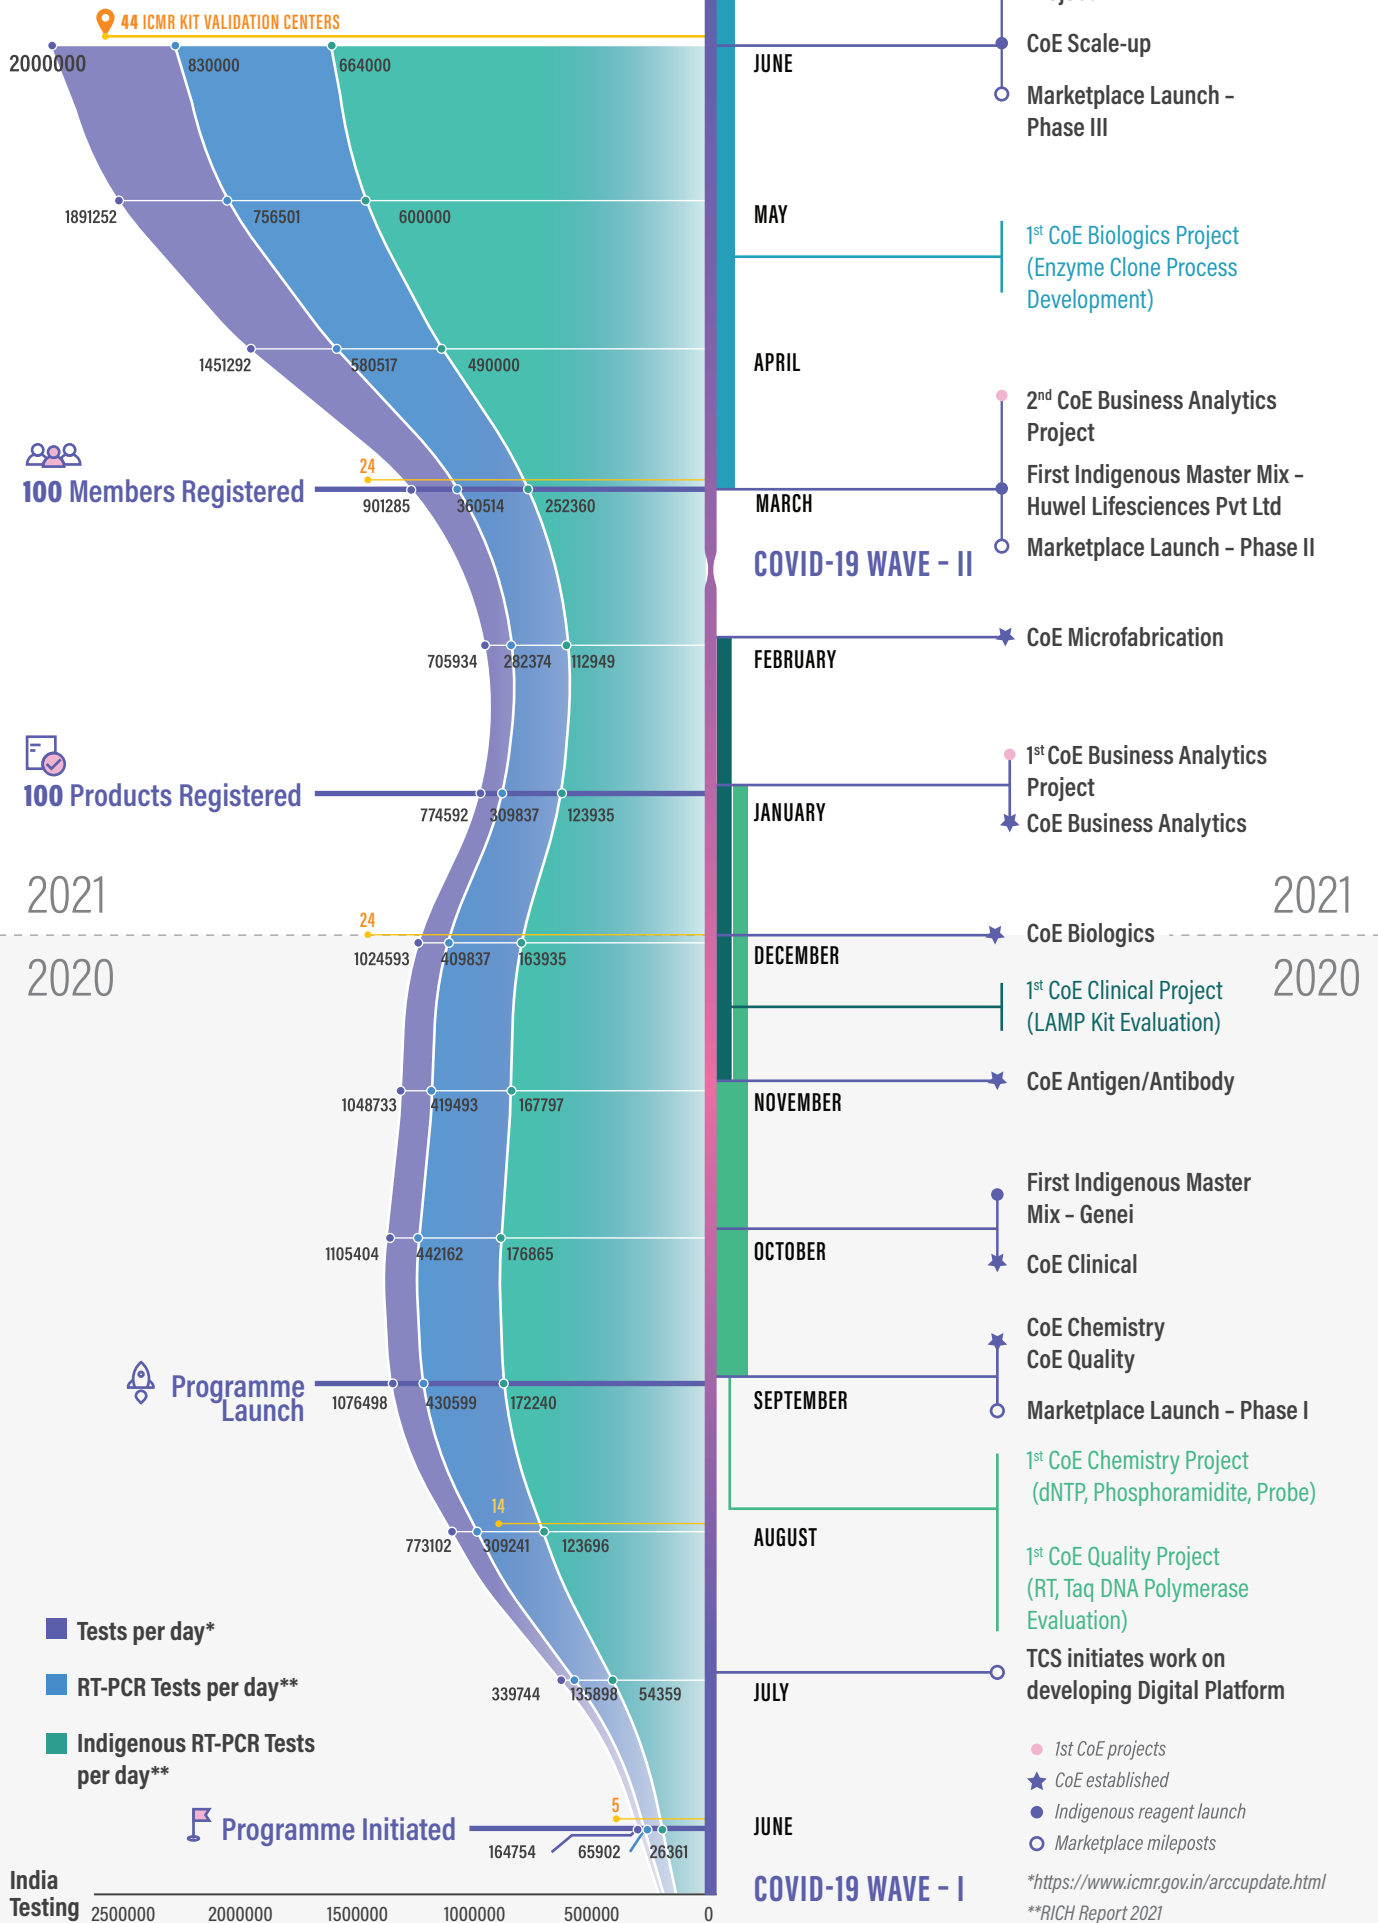 44 ICMR KIT VALIDATION CENTERS
2000000
830000
664000
JUNE
CoE Scale-up
Marketplace Launch –
Phase III
1891252
756501
600000
MAY
1st CoE Biologics Project
(Enzyme Clone Process
Development)
1451292
580517
490000
APRIL
2nd CoE Business Analytics
Project
24
100 Members Registered
901285
360514
252360
MARCH
First Indigenous Master Mix –
Huwel Lifesciences Pvt Ltd
Marketplace Launch – Phase II
COVID-19 WAVE – II
705934
282374
112949
FEBRUARY
CoE Microfabrication
100 Products Registered
774592
309837
123935
JANUARY
1st CoE Business Analytics
Project
CoE Business Analytics
2021
2021
24
2020
2020
1024593
409837
163935
DECEMBER
CoE Biologics
1st CoE Clinical Project
(LAMP Kit Evaluation)
1048733
419493
167797
NOVEMBER
CoE Antigen/Antibody
First Indigenous Master
Mix – Genei
1105404
442162
176865
OCTOBER
CoE Clinical
CoE Chemistry
CoE Quality
Programme
Launch
1076498
430599
172240
SEPTEMBER
Marketplace Launch – Phase I
1st CoE Chemistry Project
(dNTP, Phosphoramidite, Probe)
14
773102
309241
123696
AUGUST
1st CoE Quality Project
(RT, Taq DNA Polymerase
Evaluation)
Tests per day*
RT-PCR Tests per day**
Indigenous RT-PCR Tests
per day**
339744
135898
54359
JULY
TCS initiates work on
developing Digital Platform
1st CoE projects
CoE established
Indigenous reagent launch
Marketplace mileposts
5
Programme Initiated
164754
65902
26361
JUNE
COVID-19 WAVE – I
India
Testing
2500000
2000000
1500000
1000000
500000
0
*https://www.icmr.gov.in/arccupdate.html
**RICH Report 2021